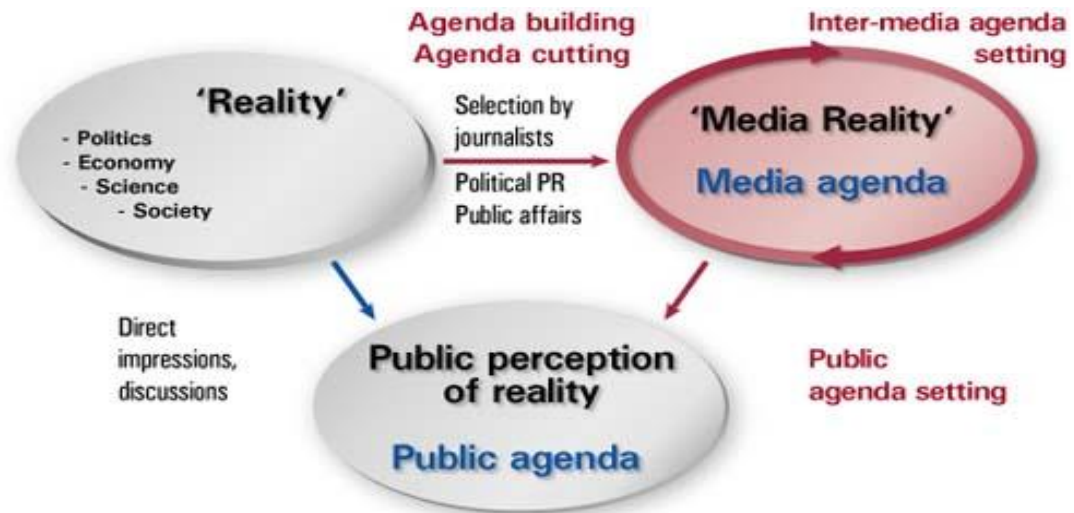 Agenda building
Agenda cutting
Inter-media agenda
setting
‘Reality‘
- Politics
- Economy
- Science
- Society
Selection by
journalists
Political PR
Public affairs
‘Media Reality‘
Media agenda
Direct
impressions,
discussions
Public perception
of reality
Public agenda
Public
agenda setting